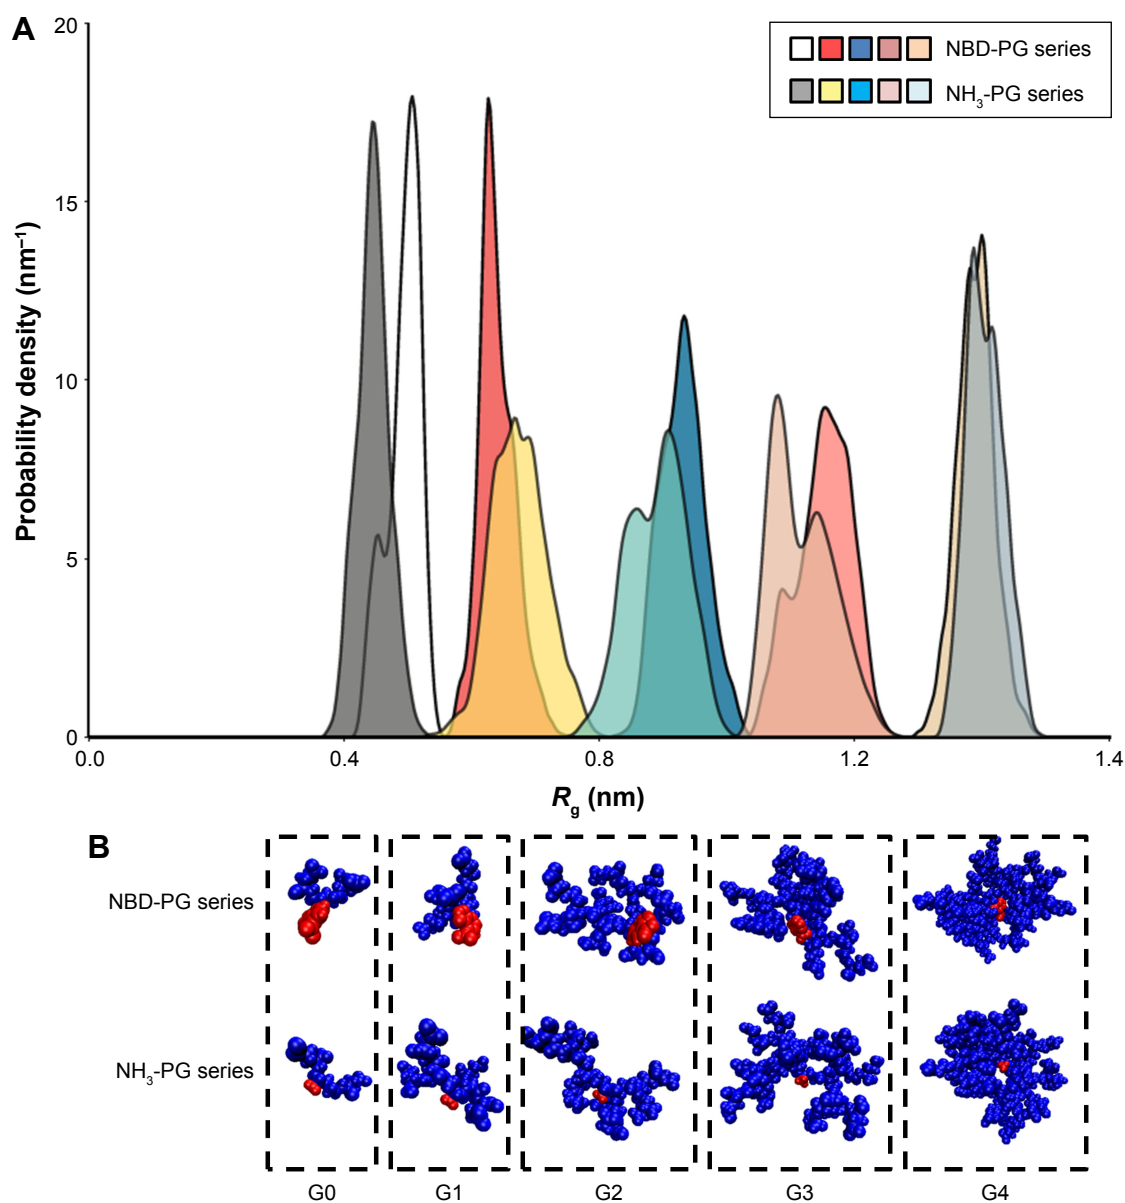 A
20
15
10
5
0
Probability density (nm⁻¹)
NBD-PG series
NH₃-PG series
0.0 0.4 0.8 1.2 1.4
R_g (nm)
B
NBD-PG series
NH₃-PG series
G0 G1 G2 G3 G4